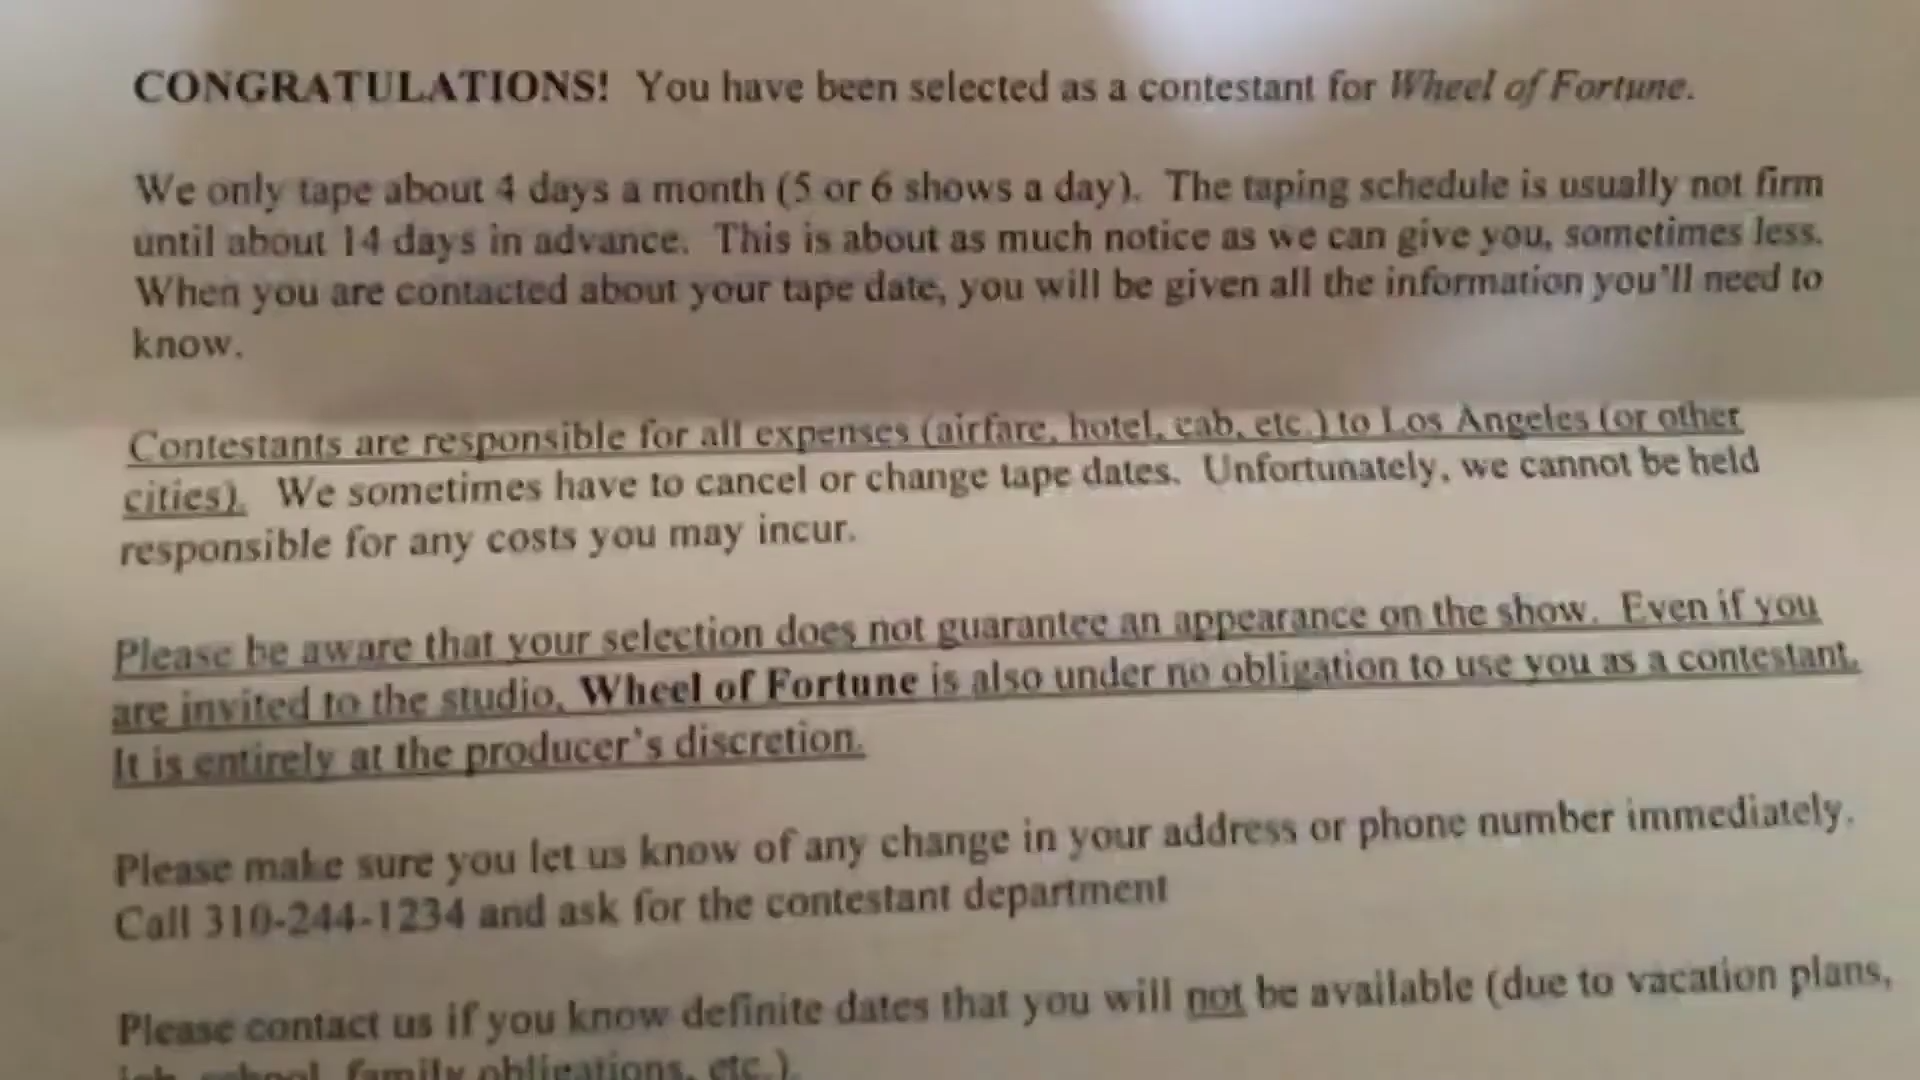 CONGRATULATIONS! You have been selected as a contestant for Wheel of Fortune.
We only tape about 4 days a month (5 or 6 shows a day). The taping schedule is usually not firm
until about 14 days in advance. This is about as much notice as we can give you, sometimes less.
When you are contacted about your tape date, you will be given all the information you'll need to
know.
Contestants are responsible for all expenses (airfare, hotel, cab, etc.) to Los Angeles (or other
cities). We sometimes have to cancel or change tape dates. Unfortunately, we cannot be held
responsible for any costs you may incur.
Please be aware that your selection does not guarantee an appearance on the show. Even if you
are invited to the studio, Wheel of Fortune is also under no obligation to use you as a contestant.
It is entirely at the producer's discretion.
Please make sure you let us know of any change in your address or phone number immediately.
Call 310-244-1234 and ask for the contestant department
Please contact us if you know definite dates that you will not be available (due to vacation plans,
job, school, family obligations, etc.)